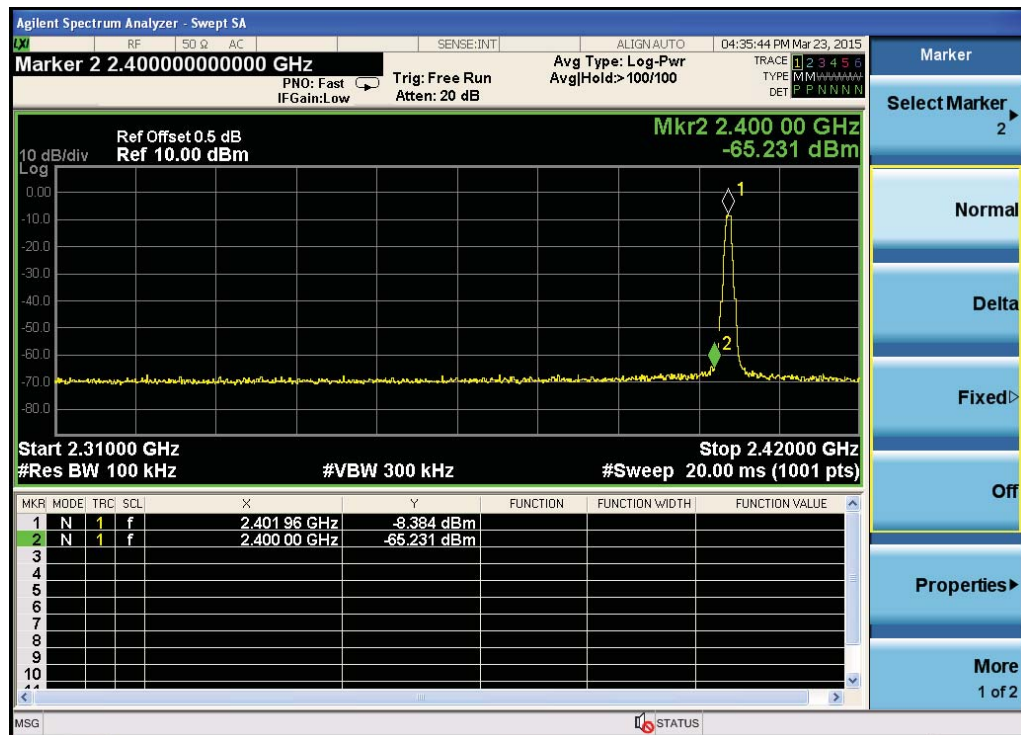 Agilent Spectrum Analyzer - Swept SA
LXI RF 50 Ω AC SENSE:INT ALIGN AUTO 04:35:44 PM Mar 23, 2015
Marker 2 2.400000000000 GHz
PNO: Fast
IFGain:Low
Trig: Free Run
Atten: 20 dB
Avg Type: Log-Pwr
Avg|Hold:>100/100
TRACE 1 2 3 4 5 6
TYPE MMWWWW
DET P P N N N N
Ref Offset 0.5 dB
10 dB/div Ref 10.00 dBm
Log
Mkr2 2.400 00 GHz
-65.231 dBm
0.00
-10.0
-20.0
-30.0
-40.0
-50.0
-60.0
-70.0
-80.0
1
2
Start 2.31000 GHz Stop 2.42000 GHz
#Res BW 100 kHz #VBW 300 kHz #Sweep 20.00 ms (1001 pts)
MKR MODE TRC SCL X Y FUNCTION FUNCTION WIDTH FUNCTION VALUE
1 N 1 f 2.401 96 GHz -8.384 dBm
2 N 1 f 2.400 00 GHz -65.231 dBm
3
4
5
6
7
8
9
10
MSG STATUS
Marker
Select Marker
2
Normal
Delta
Fixed
Off
Properties
More
1 of 2